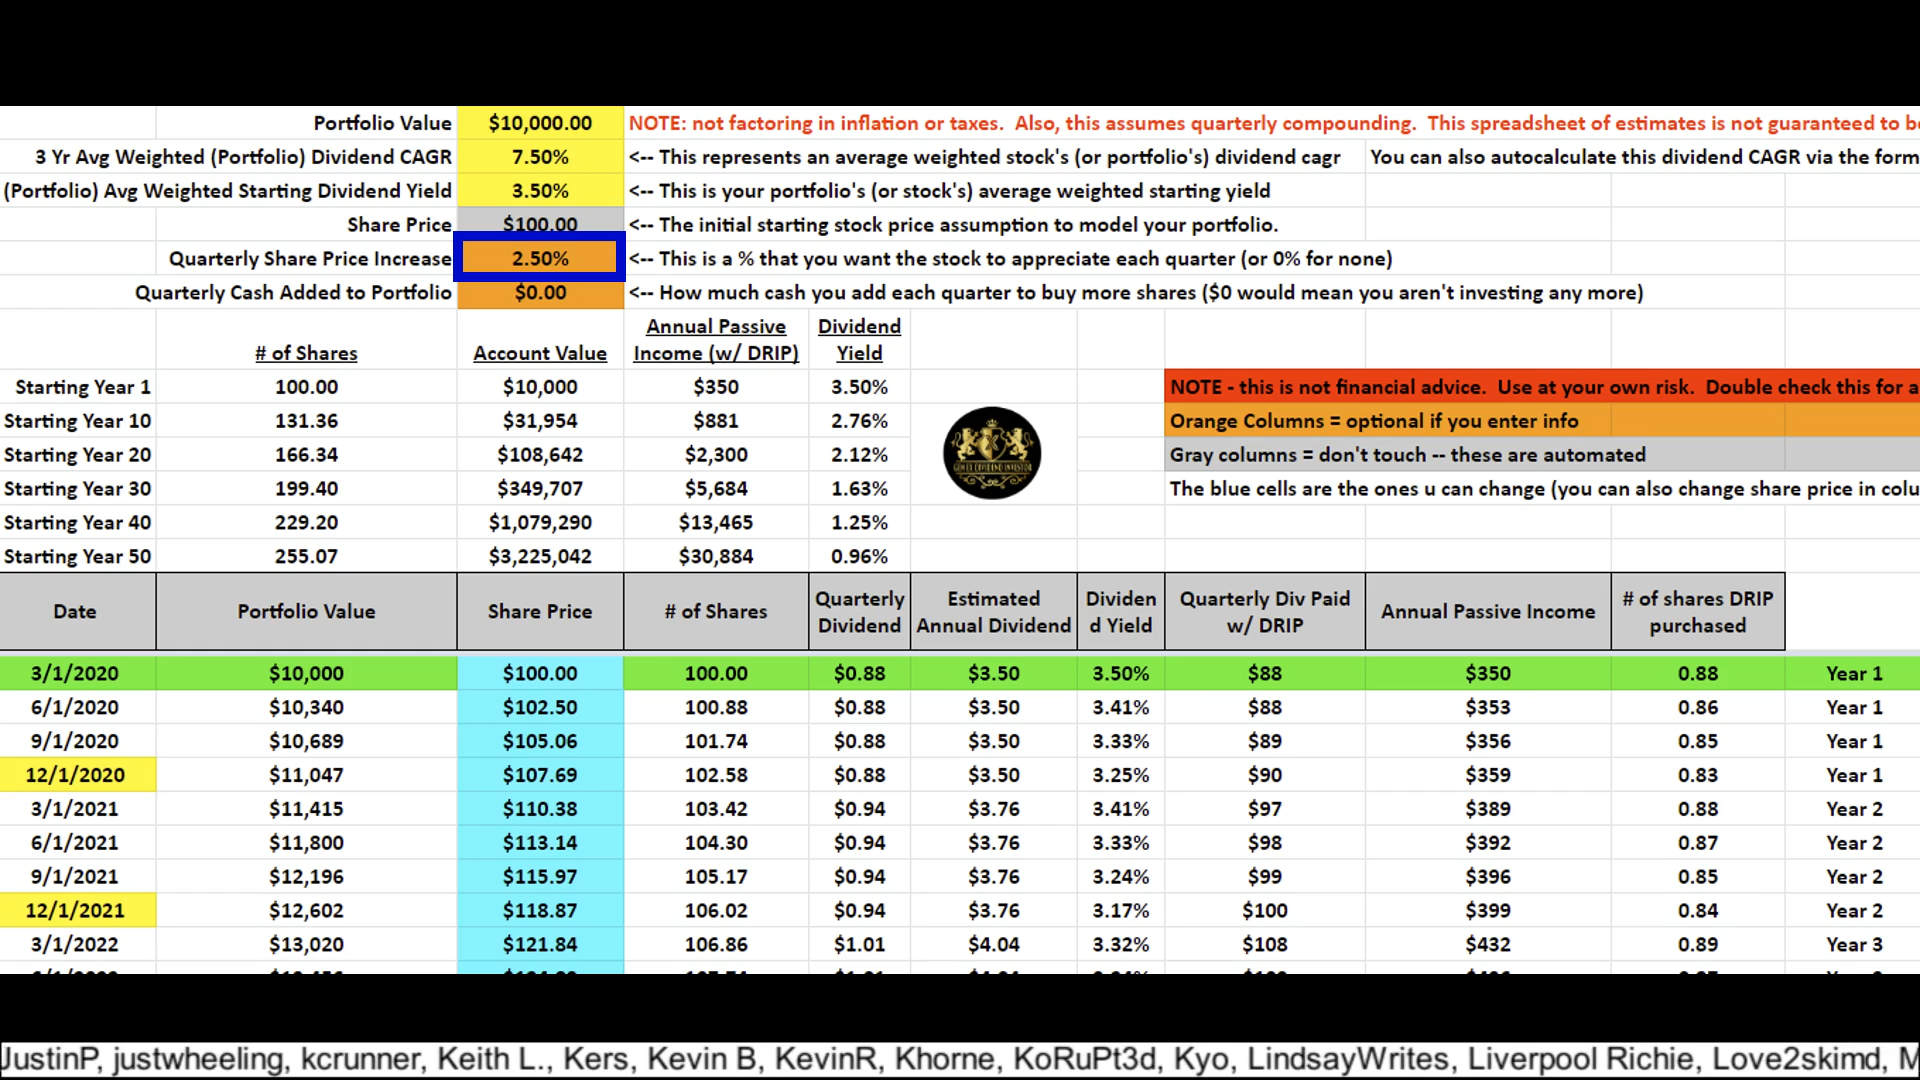 Portfolio Value $10,000.00 NOTE: not factoring in inflation or taxes. Also, this assumes quarterly compounding. This spreadsheet of estimates is not guaranteed to
3 Yr Avg Weighted (Portfolio) Dividend CAGR 7.50% <-- This represents an average weighted stock's (or portfolio's) dividend cagr You can also autocalculate this dividend CAGR via the
(Portfolio) Avg Weighted Starting Dividend Yield 3.50% <-- This is your portfolio's (or stock's) average weighted starting yield
Share Price $100.00 <-- The initial starting stock price assumption to model your portfolio.
Quarterly Share Price Increase 2.50% <-- This is a % that you want the stock to appreciate each quarter (or 0% for none)
Quarterly Cash Added to Portfolio $0.00 <-- How much cash you add each quarter to buy more shares ($0 would mean you aren't investing any more)
# of Shares Account Value Annual Passive Income (w/ DRIP) Dividend Yield
Starting Year 1 100.00 $10,000 $350 3.50% NOTE - this is not financial advice. Use at your own risk. Double check this for
Starting Year 10 131.36 $31,954 $881 2.76% Orange Columns = optional if you enter info
Starting Year 20 166.34 $108,642 $2,300 2.12% Gray columns = don't touch -- these are automated
Starting Year 30 199.40 $349,707 $5,684 1.63% The blue cells are the ones u can change (you can also change share price in
Starting Year 40 229.20 $1,079,290 $13,465 1.25%
Starting Year 50 255.07 $3,225,042 $30,884 0.96%
GEN EX DIVIDEND INVESTOR
Date Portfolio Value Share Price # of Shares Quarterly Dividend Estimated Annual Dividend Dividen d Yield Quarterly Div Paid w/ DRIP Annual Passive Income # of shares DRIP purchased
3/1/2020 $10,000 $100.00 100.00 $0.88 $3.50 3.50% $88 $350 0.88 Year 1
6/1/2020 $10,340 $102.50 100.88 $0.88 $3.50 3.41% $88 $353 0.86 Year 1
9/1/2020 $10,689 $105.06 101.74 $0.88 $3.50 3.33% $89 $356 0.85 Year 1
12/1/2020 $11,047 $107.69 102.58 $0.88 $3.50 3.25% $90 $359 0.83 Year 1
3/1/2021 $11,415 $110.38 103.42 $0.94 $3.76 3.41% $97 $389 0.88 Year 2
6/1/2021 $11,800 $113.14 104.30 $0.94 $3.76 3.33% $98 $392 0.87 Year 2
9/1/2021 $12,196 $115.97 105.17 $0.94 $3.76 3.24% $99 $396 0.85 Year 2
12/1/2021 $12,602 $118.87 106.02 $0.94 $3.76 3.17% $100 $399 0.84 Year 2
3/1/2022 $13,020 $121.84 106.86 $1.01 $4.04 3.32% $108 $432 0.89 Year 3
JustinP, justwheeling, kcrunner, Keith L., Kers, Kevin B, KevinR, Khorne, KoRuPt3d, Kyo, LindsayWrites, Liverpool Richie, Love2skimd,